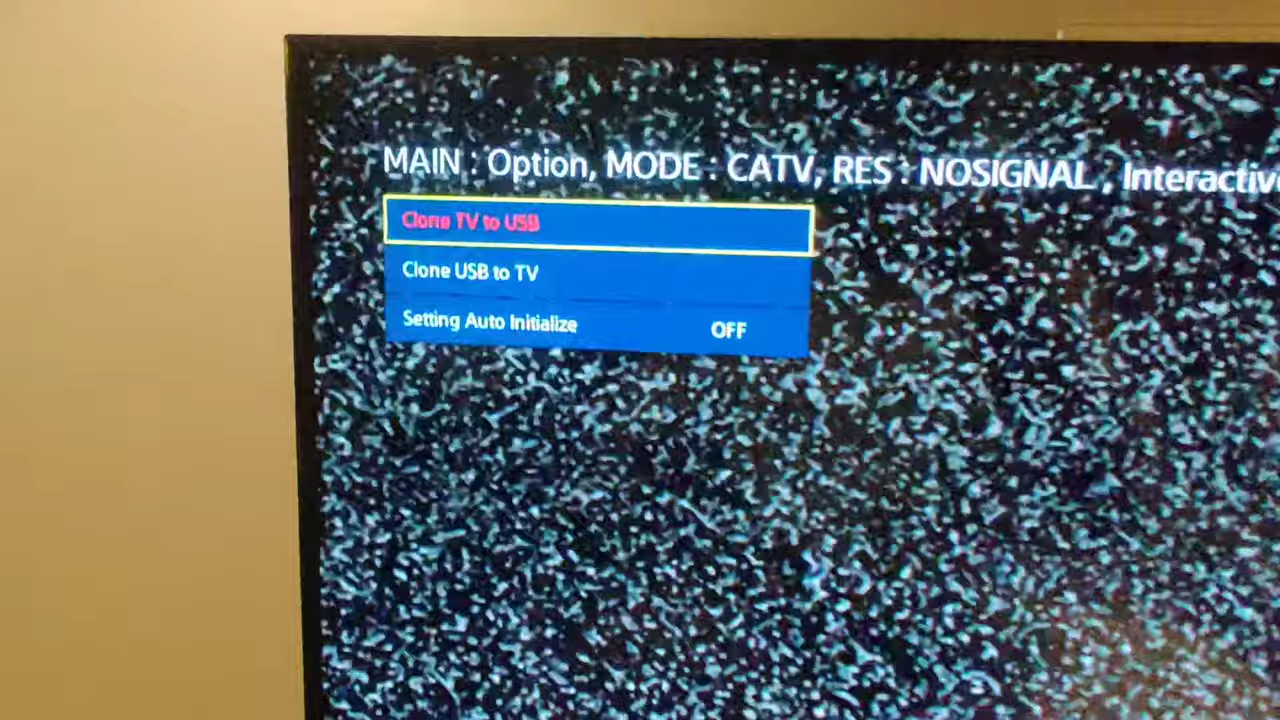 MAIN : Option, MODE : CATV, RES : NOSIGNAL , Interactive
Clone TV to USB
Clone USB to TV
Setting Auto Initialize OFF